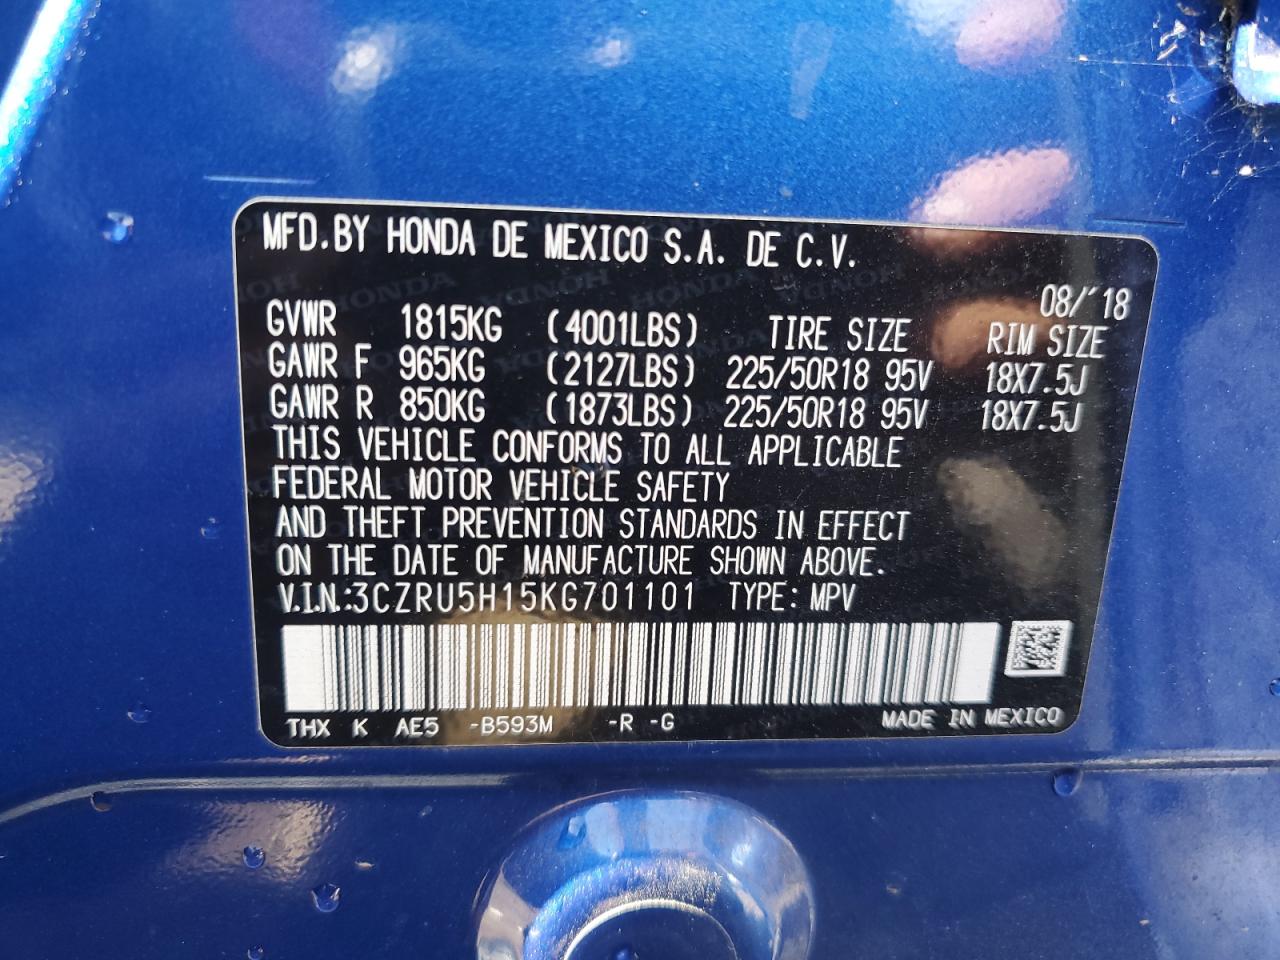 MFD.BY HONDA DE MEXICO S.A. DE C.V.
08/'18
GVWR 1815KG (4001LBS) TIRE SIZE RIM SIZE
GAWR F 965KG (2127LBS) 225/50R18 95V 18X7.5J
GAWR R 850KG (1873LBS) 225/50R18 95V 18X7.5J
THIS VEHICLE CONFORMS TO ALL APPLICABLE
FEDERAL MOTOR VEHICLE SAFETY
AND THEFT PREVENTION STANDARDS IN EFFECT
ON THE DATE OF MANUFACTURE SHOWN ABOVE.
V.I.N.:3CZRU5H15KG701101 TYPE: MPV
THX K AE5 -B593M -R -G MADE IN MEXICO